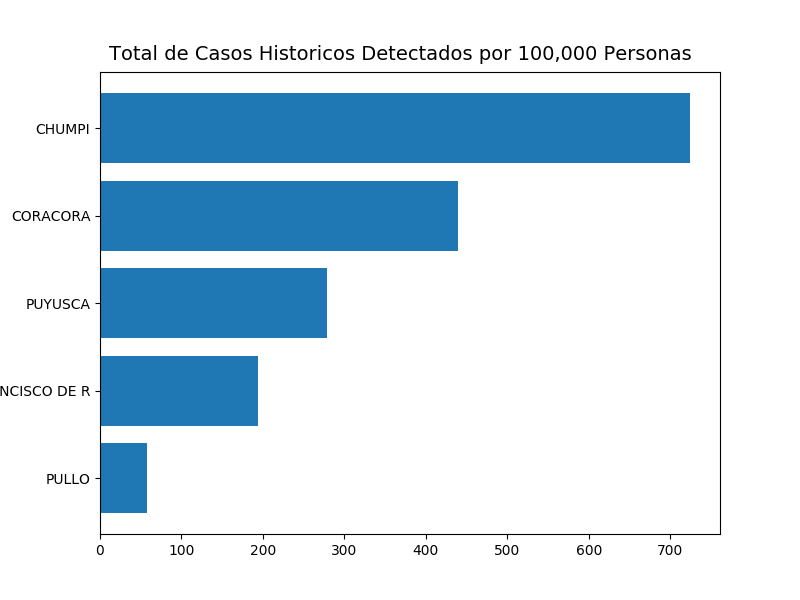 Total de Casos Historicos Detectados por 100,000 Personas
CHUMPI
CORACORA
PUYUSCA
NCISCO DE R
PULLO
0 100 200 300 400 500 600 700